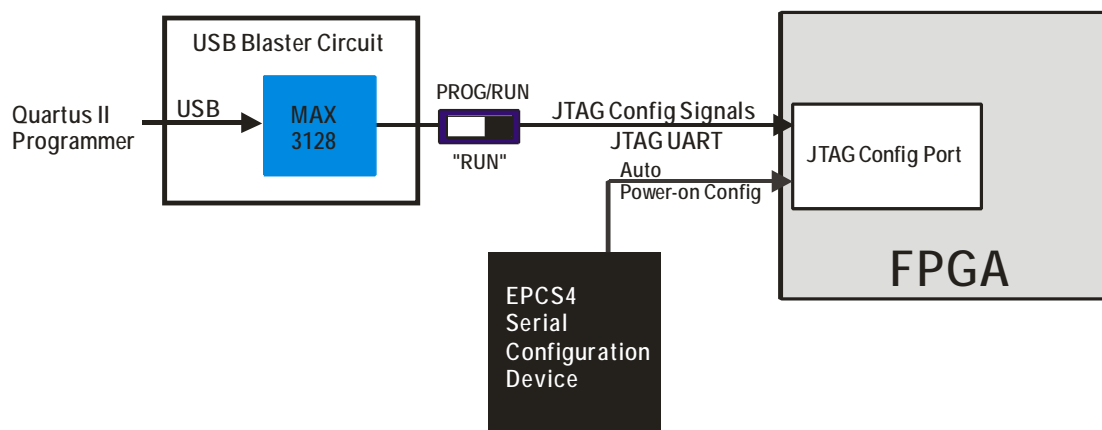 USB Blaster Circuit
Quartus II
Programmer
USB
MAX
3128
PROG/RUN
"RUN"
JTAG Config Signals
JTAG UART
Auto
Power-on Config
JTAG Config Port
FPGA
EPCS4
Serial
Configuration
Device